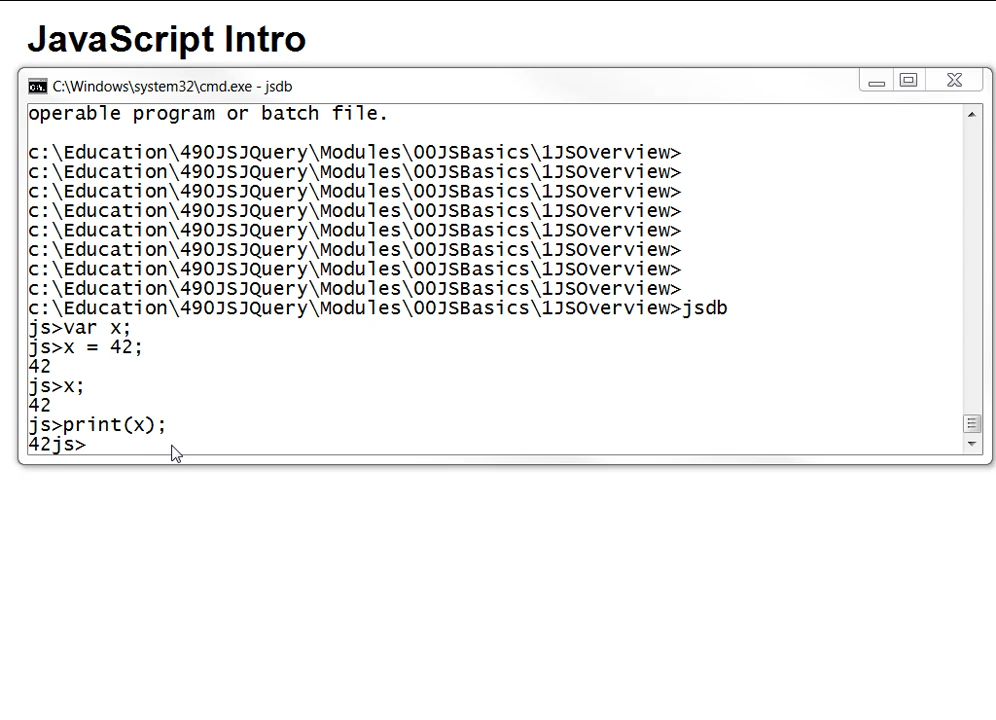 JavaScript Intro
C:\Windows\system32\cmd.exe - jsdb
operable program or batch file.
c:\Education\490JSJQuery\Modules\00JSBasics\1JSOverview>
c:\Education\490JSJQuery\Modules\00JSBasics\1JSOverview>
c:\Education\490JSJQuery\Modules\00JSBasics\1JSOverview>
c:\Education\490JSJQuery\Modules\00JSBasics\1JSOverview>
c:\Education\490JSJQuery\Modules\00JSBasics\1JSOverview>
c:\Education\490JSJQuery\Modules\00JSBasics\1JSOverview>
c:\Education\490JSJQuery\Modules\00JSBasics\1JSOverview>
c:\Education\490JSJQuery\Modules\00JSBasics\1JSOverview>
c:\Education\490JSJQuery\Modules\00JSBasics\1JSOverview>jsdb
js>var x;
js>x = 42;
42
js>x;
42
js>print(x);
42js>